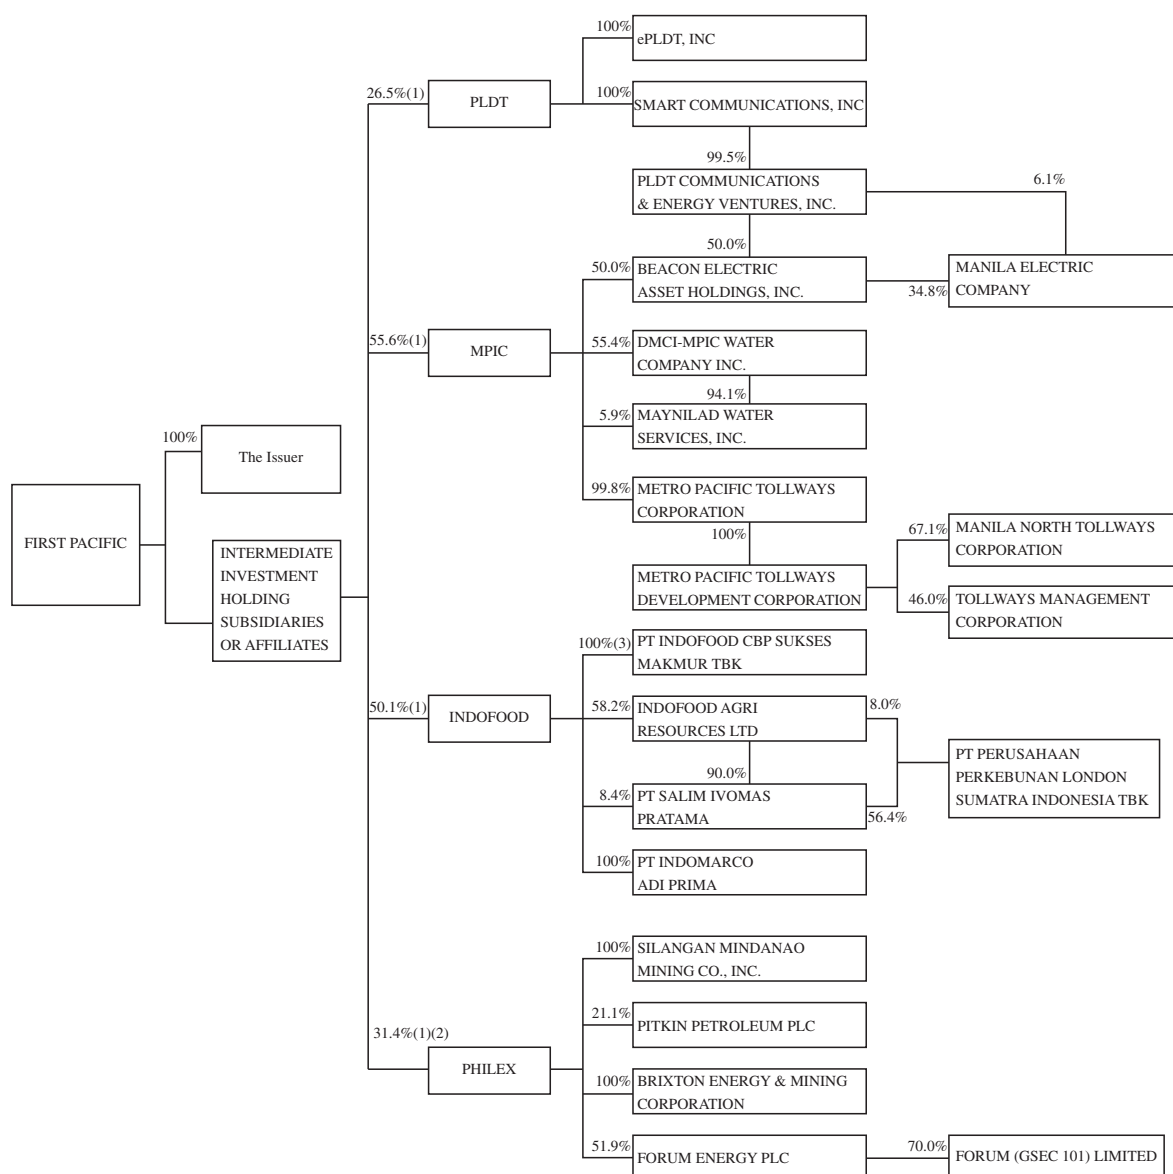 100%
ePLDT, INC
26.5%(1)
PLDT
100%
SMART COMMUNICATIONS, INC
99.5%
PLDT COMMUNICATIONS
& ENERGY VENTURES, INC.
6.1%
50.0%
50.0%
BEACON ELECTRIC
ASSET HOLDINGS, INC.
34.8%
MANILA ELECTRIC
COMPANY
55.6%(1)
MPIC
55.4%
DMCI-MPIC WATER
COMPANY INC.
94.1%
5.9%
MAYNILAD WATER
SERVICES, INC.
100%
The Issuer
99.8%
METRO PACIFIC TOLLWAYS
CORPORATION
100%
FIRST PACIFIC
INTERMEDIATE
INVESTMENT
HOLDING
SUBSIDIARIES
OR AFFILIATES
METRO PACIFIC TOLLWAYS
DEVELOPMENT CORPORATION
67.1%
MANILA NORTH TOLLWAYS
CORPORATION
46.0%
TOLLWAYS MANAGEMENT
CORPORATION
100%(3)
PT INDOFOOD CBP SUKSES
MAKMUR TBK
50.1%(1)
INDOFOOD
58.2%
INDOFOOD AGRI
RESOURCES LTD
8.0%
90.0%
8.4%
PT SALIM IVOMAS
PRATAMA
56.4%
PT PERUSAHAAN
PERKEBUNAN LONDON
SUMATRA INDONESIA TBK
100%
PT INDOMARCO
ADI PRIMA
100%
SILANGAN MINDANAO
MINING CO., INC.
21.1%
PITKIN PETROLEUM PLC
31.4%(1)(2)
PHILEX
100%
BRIXTON ENERGY & MINING
CORPORATION
51.9%
FORUM ENERGY PLC
70.0%
FORUM (GSEC 101) LIMITED